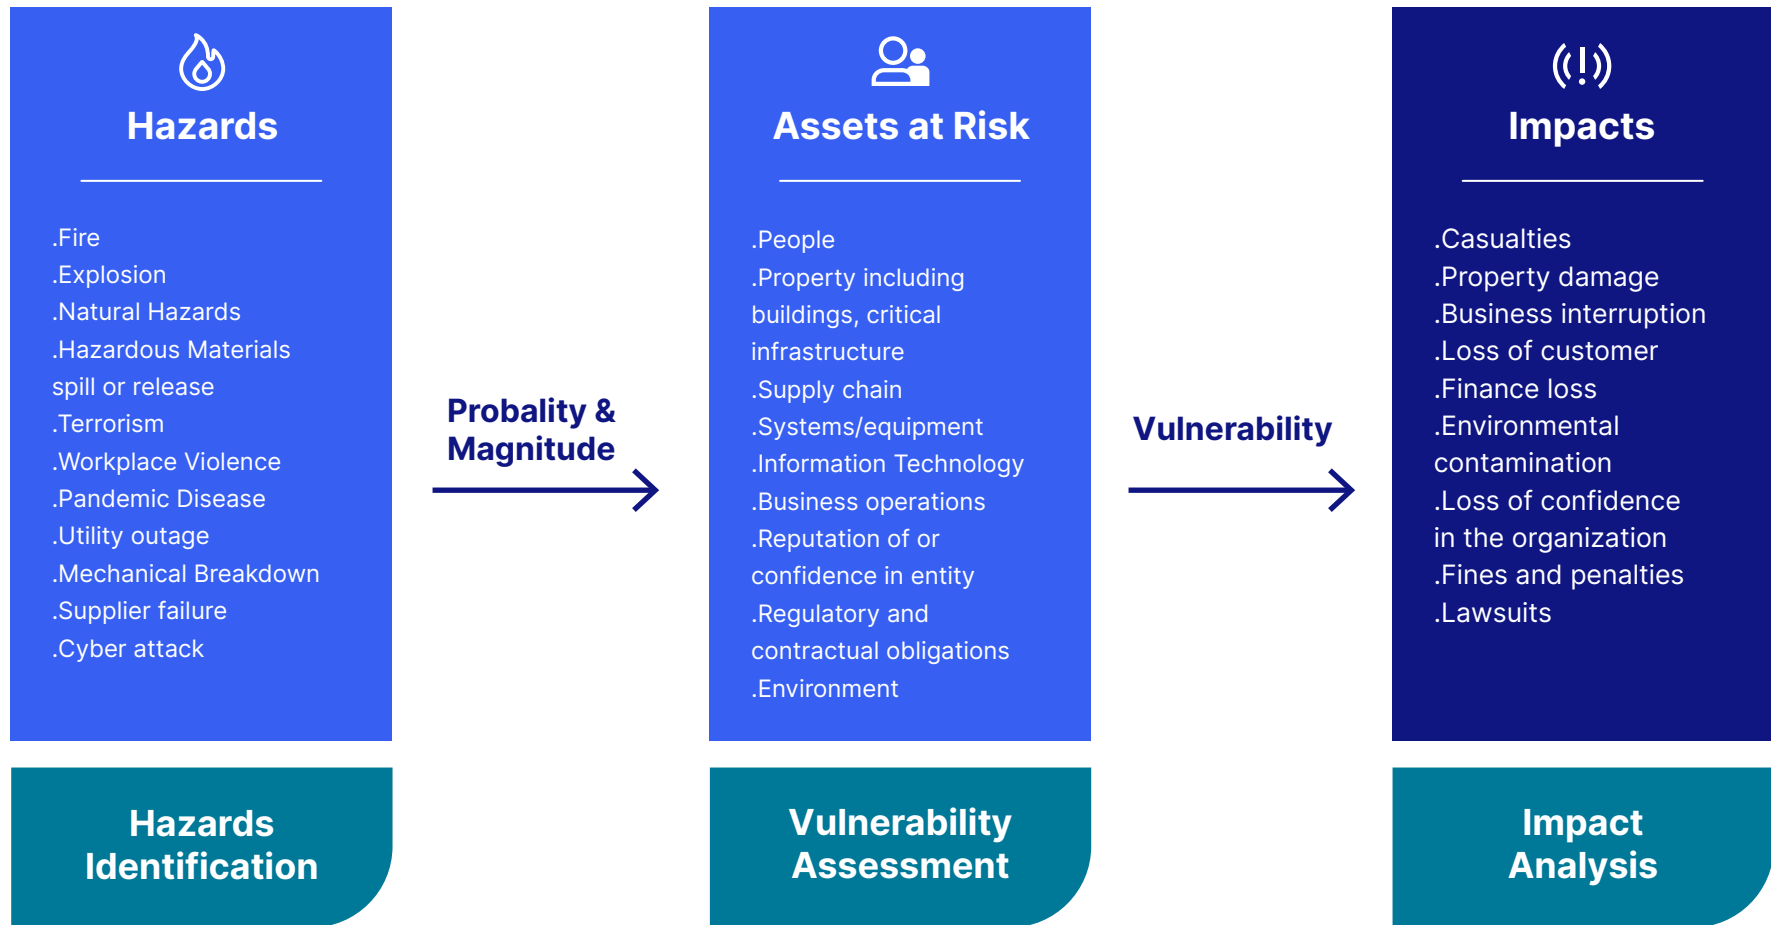 Hazards
.Fire
.Explosion
.Natural Hazards
.Hazardous Materials
spill or release
.Terrorism
.Workplace Violence
.Pandemic Disease
.Utility outage
.Mechanical Breakdown
.Supplier failure
.Cyber attack
Hazards
Identification
Probality &
Magnitude
Assets at Risk
.People
.Property including
buildings, critical
infrastructure
.Supply chain
.Systems/equipment
.Information Technology
.Business operations
.Reputation of or
confidence in entity
.Regulatory and
contractual obligations
.Environment
Vulnerability
Assessment
Vulnerability
Impacts
.Casualties
.Property damage
.Business interruption
.Loss of customer
.Finance loss
.Environmental
contamination
.Loss of confidence
in the organization
.Fines and penalties
.Lawsuits
Impact
Analysis